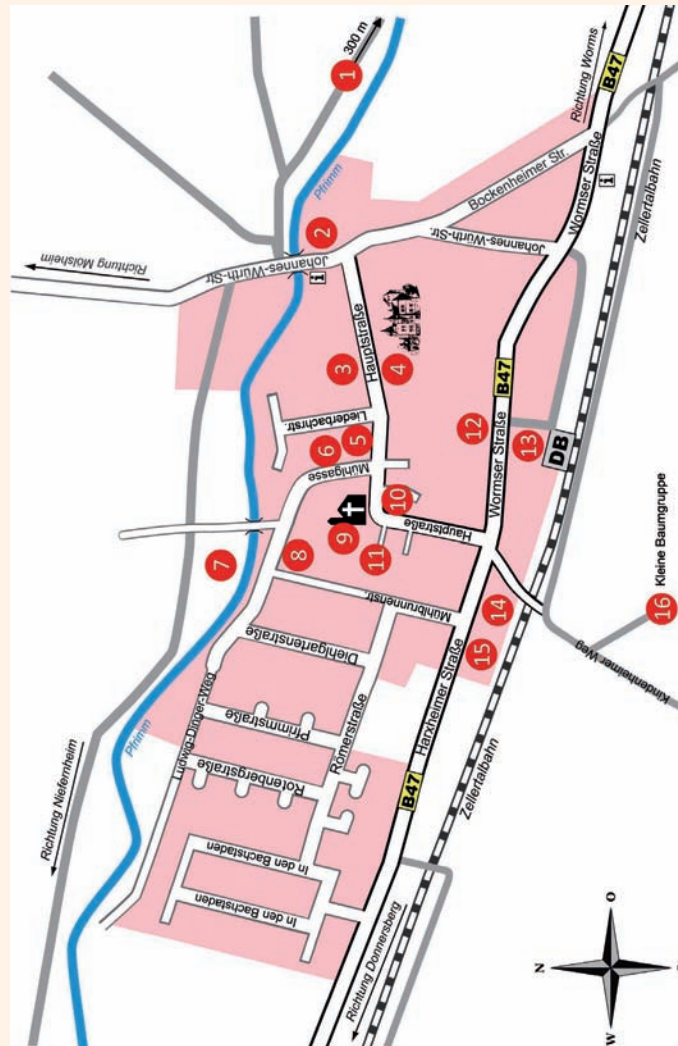 Richtung Niefernheim
Richtung Molsheim
Pfrimm
Pfrimm
300 m
1
2
3
4
5
6
7
8
9
10
11
12
13
14
15
16
Kleine Baumgruppe
Ludwig-Dinger-Weg
In den Bachstaden
In den Bachstaden
Rotenbergstraße
Pfrimmstraße
Diehlgartenstraße
Römerstraße
Mühlbrunnenstr.
Mühlgasse
Liederbachstr.
Hauptstraße
Hauptstraße
Johannes-Würth-Str.
Johannes-Würth-Str.
Bockenheimer Str.
i
i
Harxheimer Straße
Wormser Straße
Wormser Straße
B47
B47
B47
Richtung Worms
Richtung Donnersberg
Zellertalbahn
Zellertalbahn
DB
Kindenheimer Weg
N
W
O